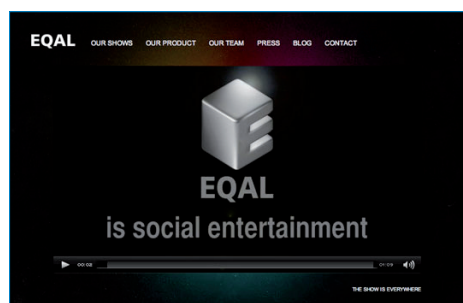 EQAL OUR SHOWS OUR PRODUCT OUR TEAM PRESS BLOG CONTACT
EQAL
is social entertainment
00:02 01:09
THE SHOW IS EVERYWHERE